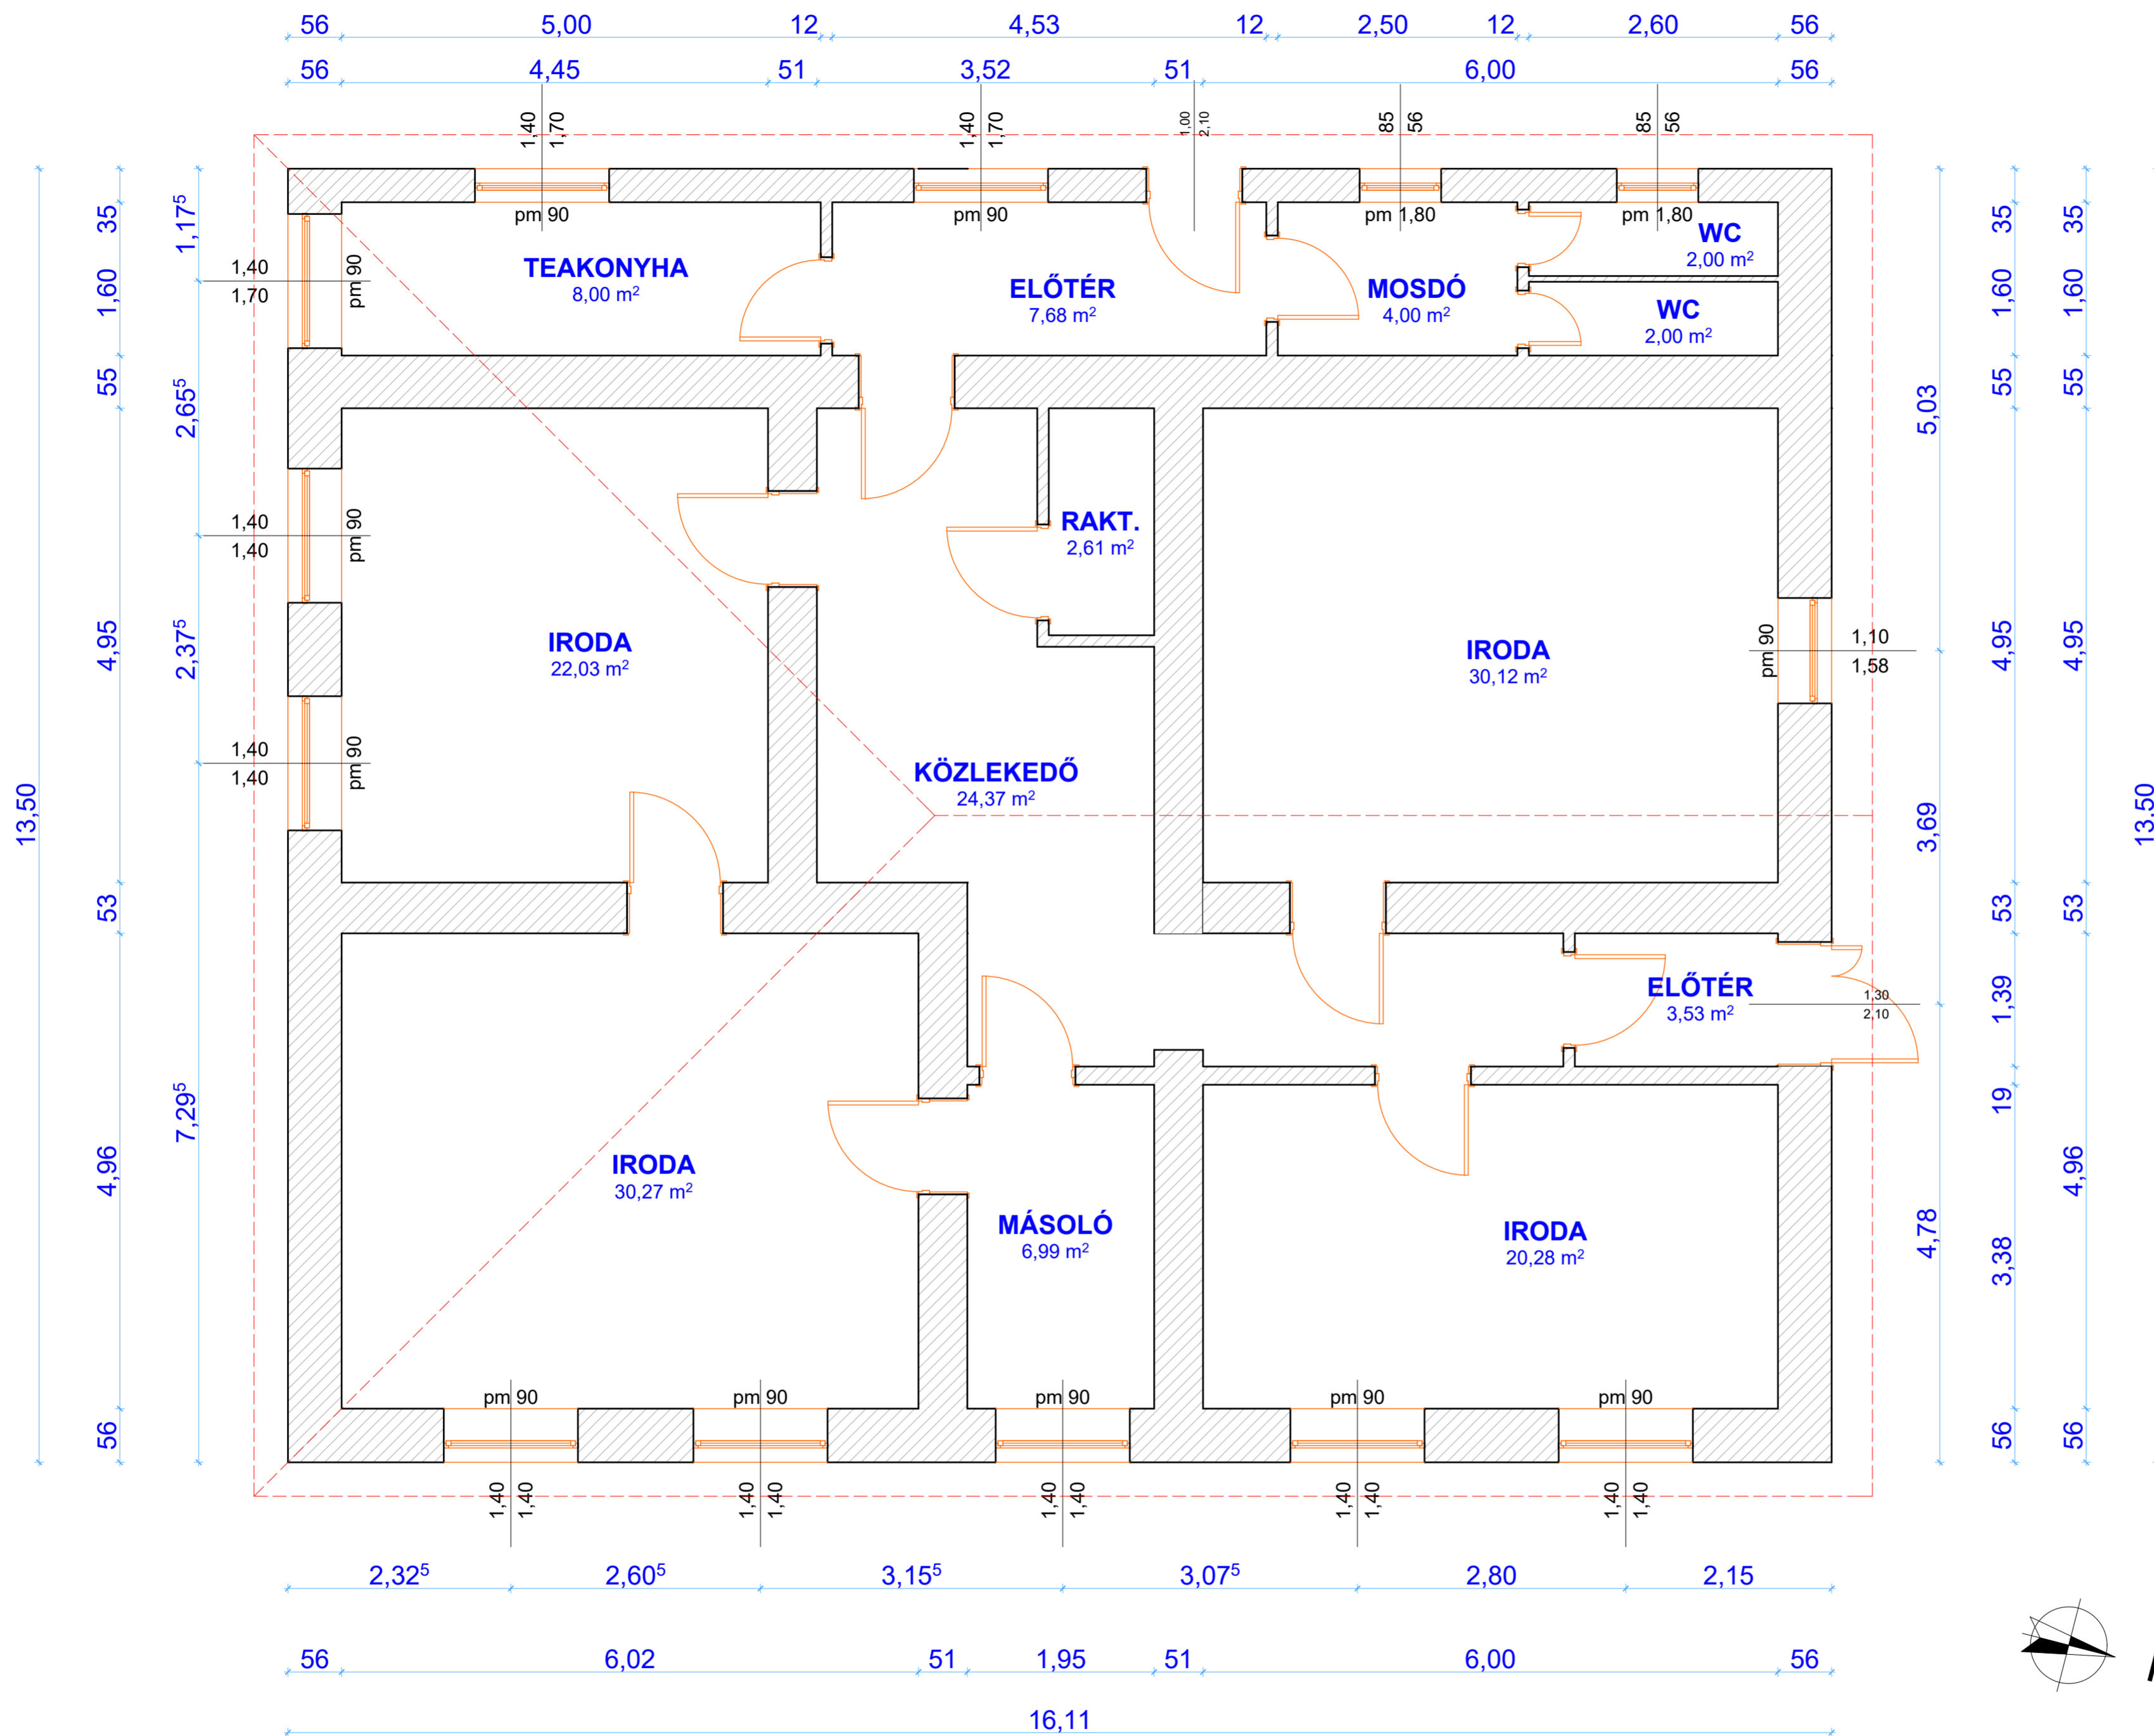 56 5,00 12 4,53 12 2,50 12 2,60 56
56 4,45 51 3,52 51 6,00 56
1,40 1,70
1,40 1,70
1,00 2,10
85 56
85 56
pm 90
pm 90
pm 1,80
pm 1,80
TEAKONYHA
8,00 m²
ELŐTÉR
7,68 m²
MOSDÓ
4,00 m²
WC
2,00 m²
WC
2,00 m²
1,40
1,70
pm 90
1,40
1,40
pm 90
1,40
1,40
pm 90
RAKT.
2,61 m²
IRODA
22,03 m²
IRODA
30,12 m²
pm 90
1,10
1,58
KÖZLEKEDŐ
24,37 m²
ELŐTÉR
3,53 m²
1,30
2,10
IRODA
30,27 m²
MÁSOLÓ
6,99 m²
IRODA
20,28 m²
pm 90
pm 90
pm 90
pm 90
pm 90
1,40 1,40
1,40 1,40
1,40 1,40
1,40 1,40
1,40 1,40
13,50
35 1,60 55 4,95 53 4,96 56
1,17⁵ 2,65⁵ 2,37⁵ 7,29⁵
5,03 3,69 4,78
35 1,60 55 4,95 53 1,39 19 3,38 56
35 1,60 55 4,95 53 4,96 56
13,50
2,32⁵ 2,60⁵ 3,15⁵ 3,07⁵ 2,80 2,15
56 6,02 51 1,95 51 6,00 56
16,11